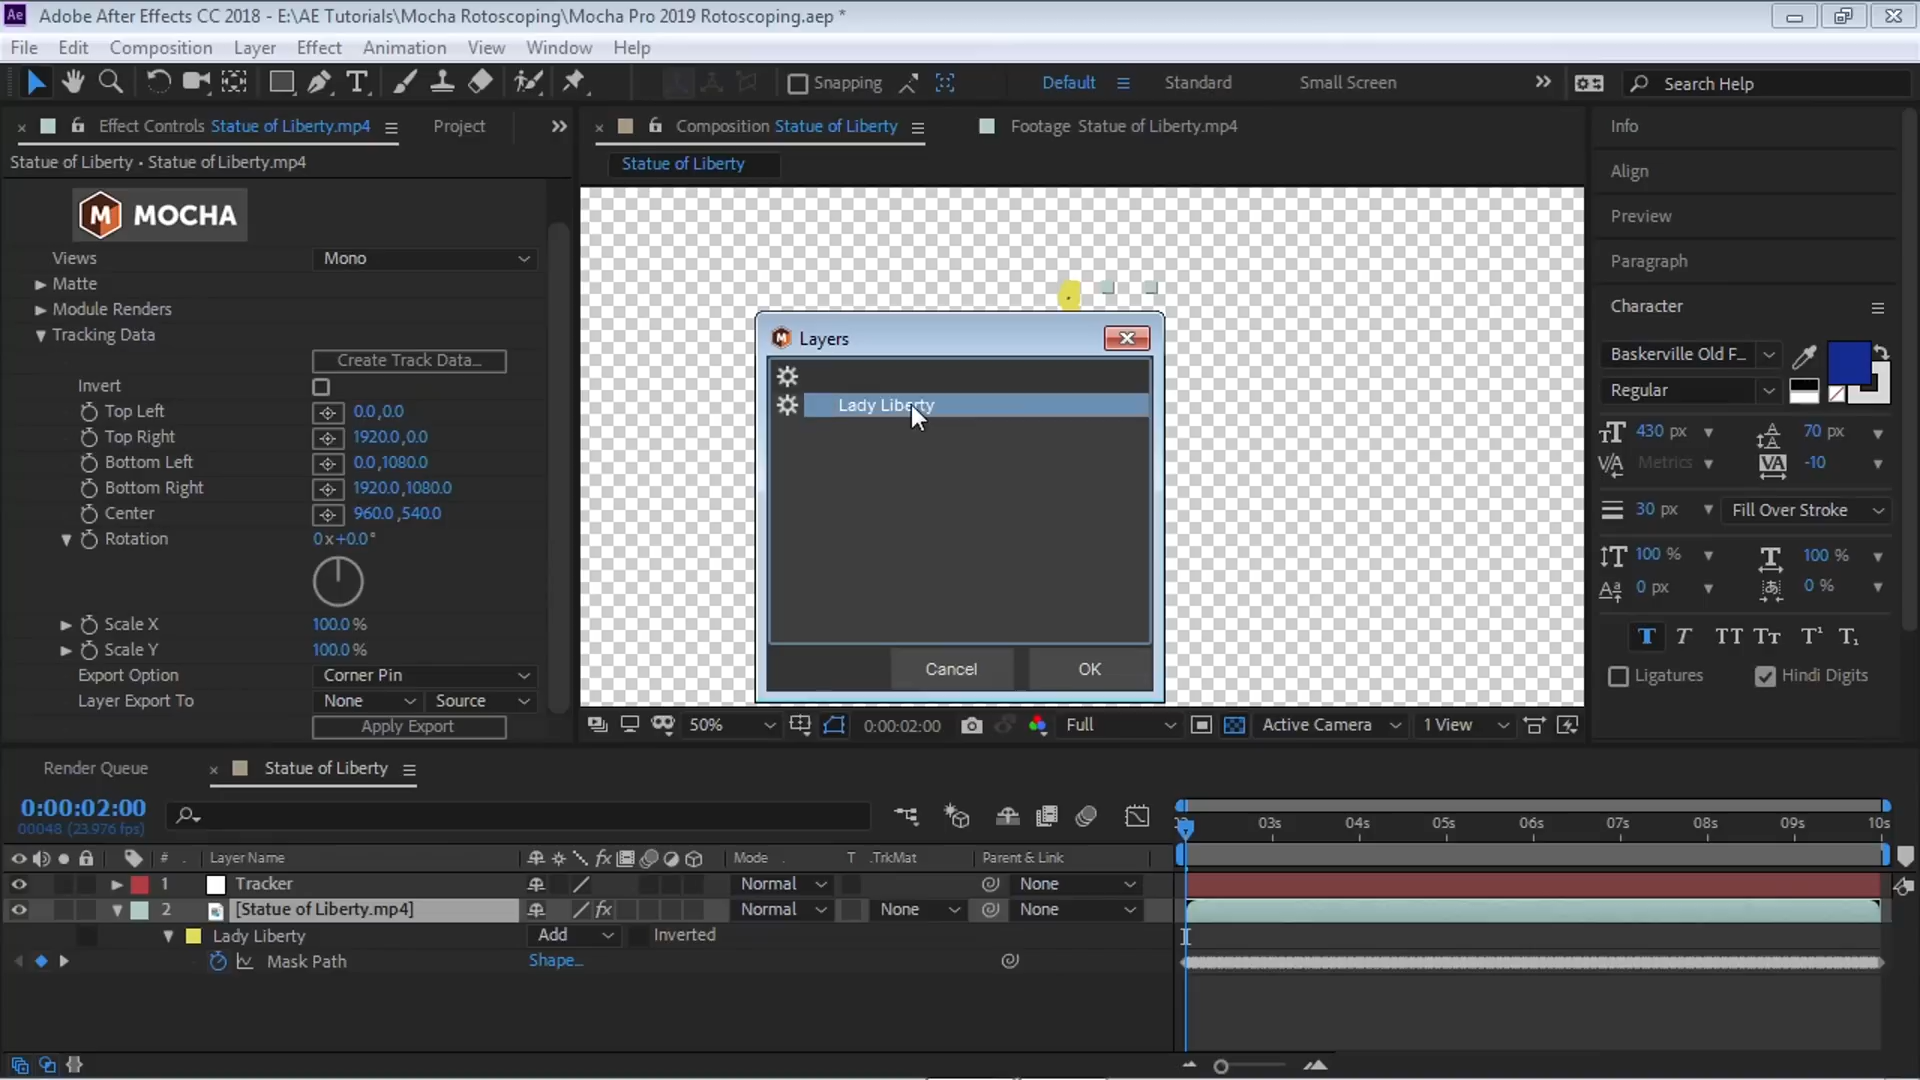 Ae Adobe After Effects CC 2018 - E:\AE Tutorials\Mocha Rotoscoping\Mocha Pro 2019 Rotoscoping.aep *
File Edit Composition Layer Effect Animation View Window Help
Snapping Default Standard Small Screen Search Help
Effect Controls Statue of Liberty.mp4 Project
Statue of Liberty • Statue of Liberty.mp4
M MOCHA
Views Mono
Matte
Module Renders
Tracking Data
Create Track Data...
Invert
Top Left 0.0,0.0
Top Right 1920.0,0.0
Bottom Left 0.0,1080.0
Bottom Right 1920.0,1080.0
Center 960.0,540.0
Rotation 0x+0.0°
Scale X 100.0 %
Scale Y 100.0 %
Export Option Corner Pin
Layer Export To None Source
Apply Export
Composition Statue of Liberty Footage Statue of Liberty.mp4
Statue of Liberty
Layers
Lady Liberty
Cancel OK
50% 0:00:02:00 Full Active Camera 1 View
Info
Align
Preview
Paragraph
Character
Baskerville Old F...
Regular
430 px 70 px
Metrics -10
30 px Fill Over Stroke
100 % 100 %
0 px 0 %
T T TT Tr T¹ T₁
Ligatures Hindi Digits
Render Queue Statue of Liberty
0:00:02:00
00048 (23.976 fps)
03s 04s 05s 06s 07s 08s 09s 10s
# Layer Name fx Mode T .TrkMat Parent & Link
1 Tracker Normal None
2 [Statue of Liberty.mp4] fx Normal None None
Lady Liberty Add Inverted
Mask Path Shape...